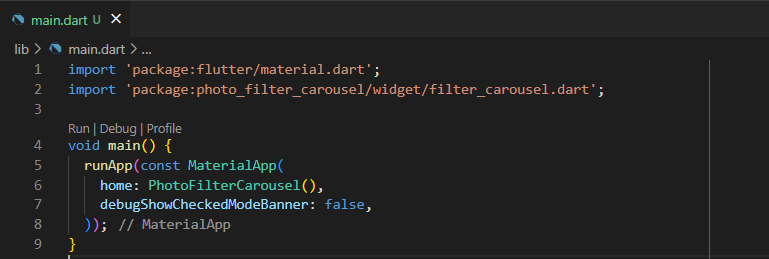 main.dart U ×
lib > main.dart > ...
1 import 'package:flutter/material.dart';
2 import 'package:photo_filter_carousel/widget/filter_carousel.dart';
3
Run | Debug | Profile
4 void main() {
5   runApp(const MaterialApp(
6     home: PhotoFilterCarousel(),
7     debugShowCheckedModeBanner: false,
8   )); // MaterialApp
9 }